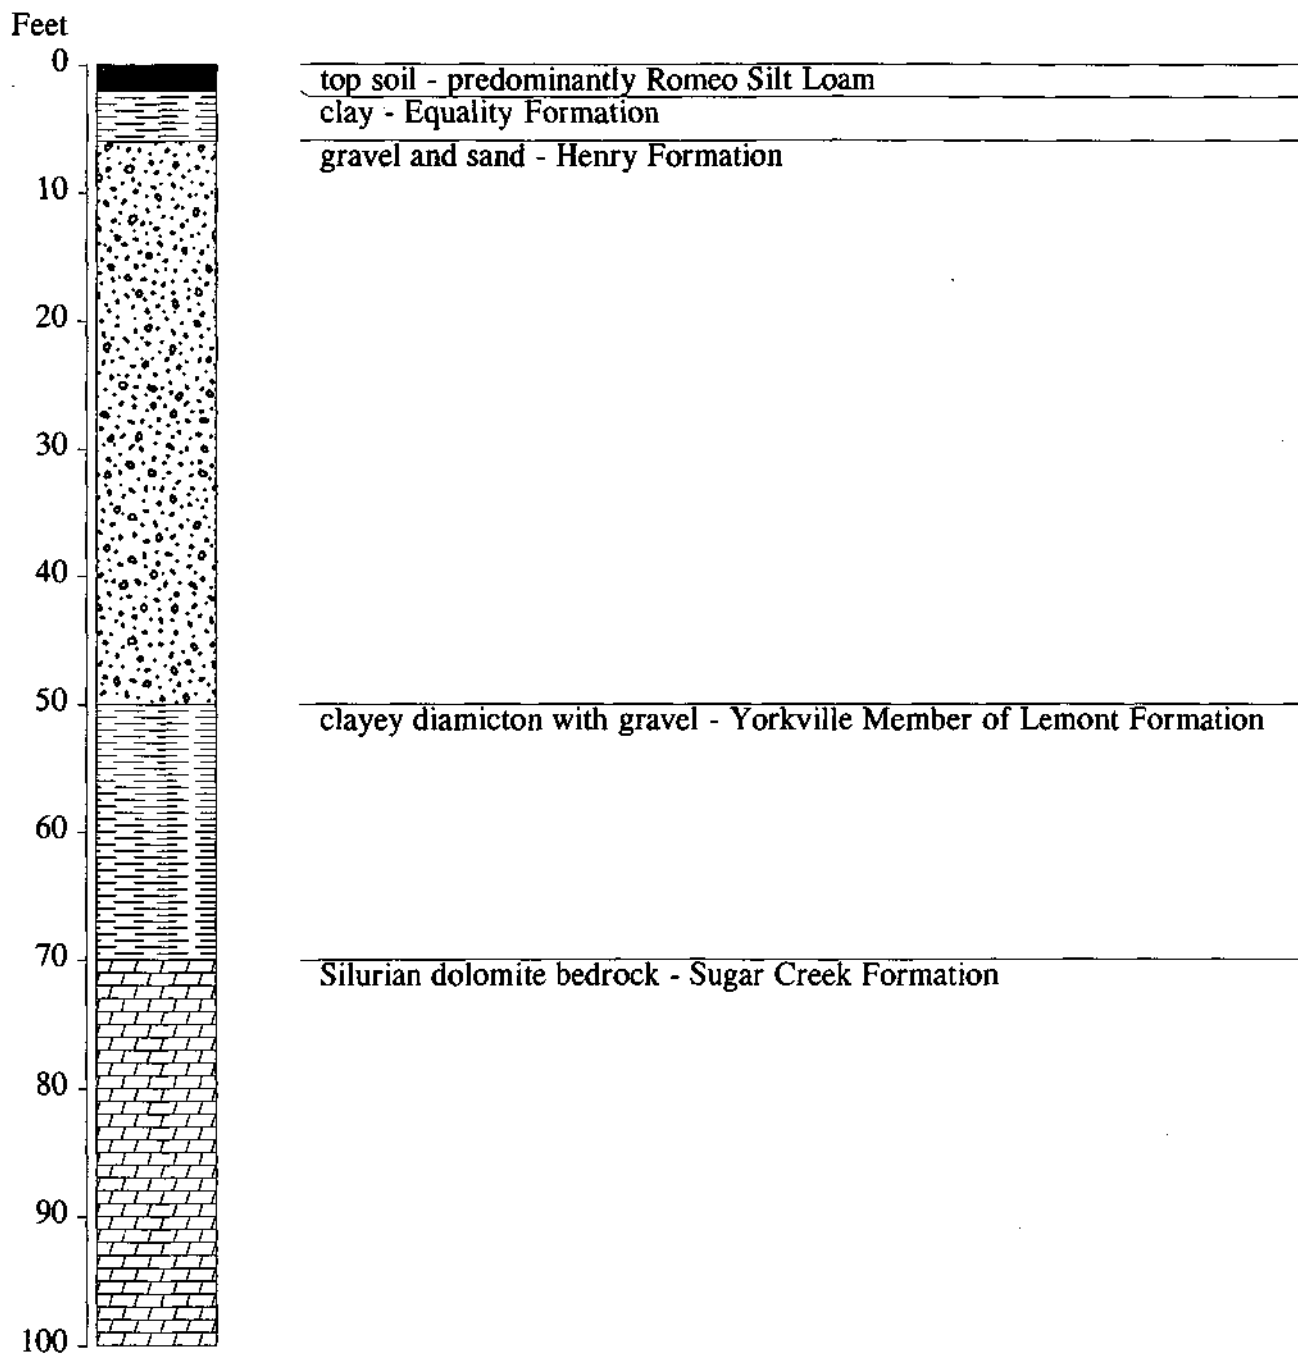 Feet
0
top soil - predominantly Romeo Silt Loam
clay - Equality Formation
gravel and sand - Henry Formation
10
20
30
40
50
clayey diamicton with gravel - Yorkville Member of Lemont Formation
60
70
Silurian dolomite bedrock - Sugar Creek Formation
80
90
100